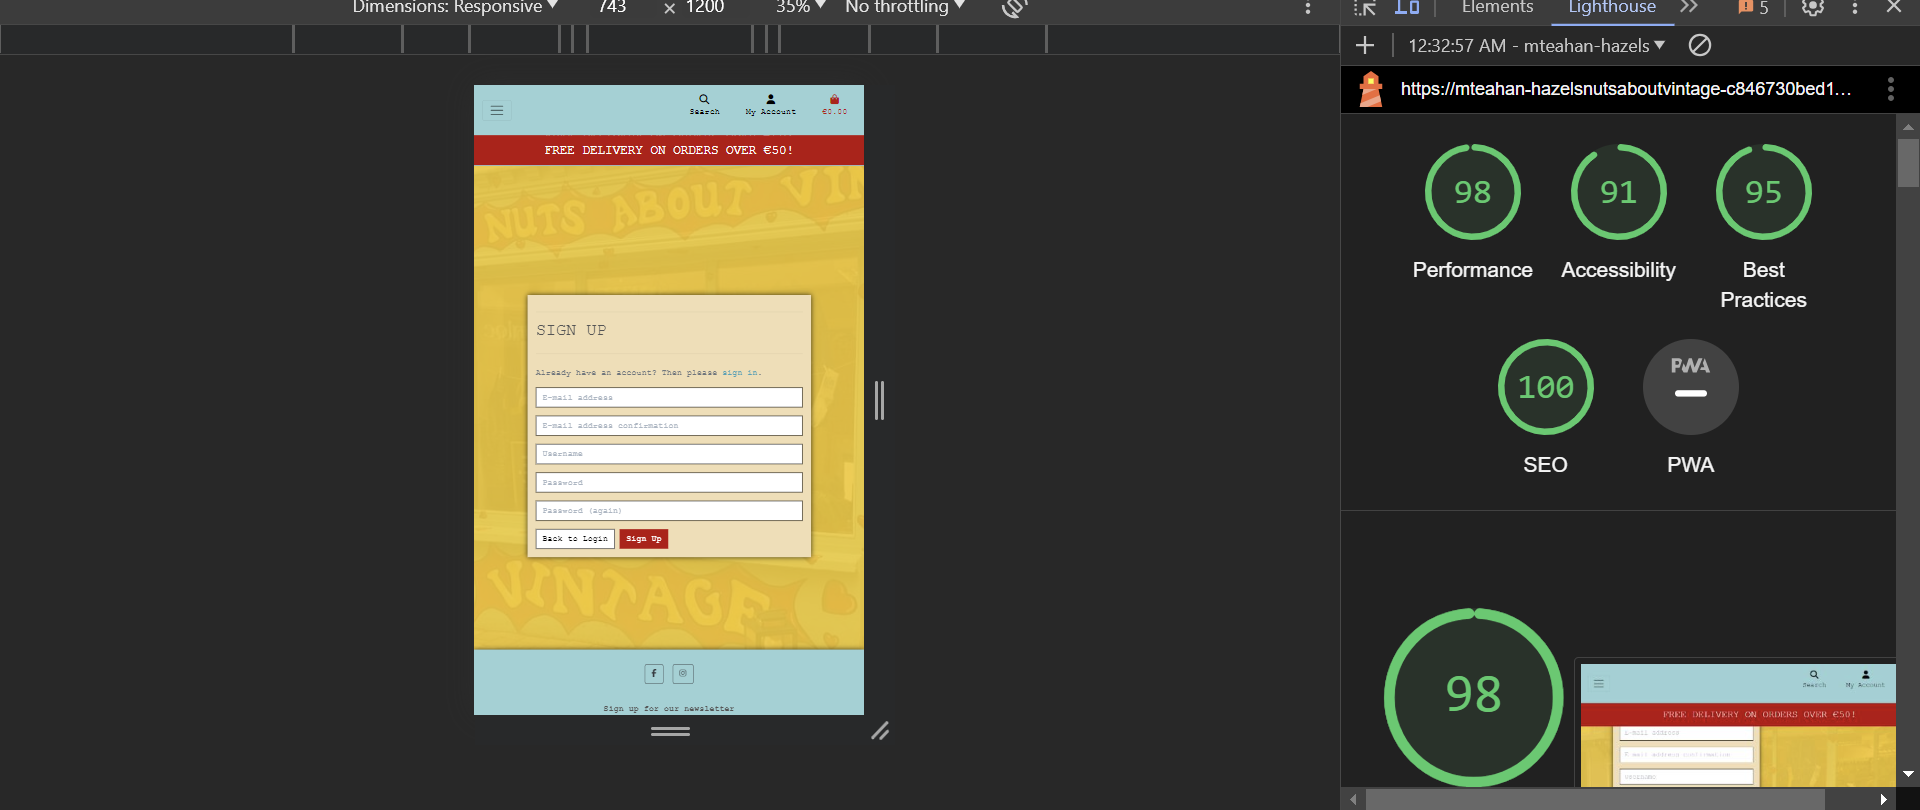 Dimensions: Responsive 743 × 1200 35% No throttling
Elements Lighthouse 5
12:32:57 AM - mteahan-hazels
https://mteahan-hazelsnutsaboutvintage-c846730bed1...
Search My Account €0.00
FREE DELIVERY ON ORDERS OVER €50!
NUTS ABOUT VIN
SIGN UP
Already have an account? Then please sign in.
E-mail address
E-mail address confirmation
Username
Password
Password (again)
Back to Login Sign Up
VINTAGE
Sign up for our newsletter
98 91 95
Performance Accessibility Best
Practices
100 PWA
SEO PWA
98
Search My Account
FREE DELIVERY ON ORDERS OVER €50!
E-mail address
E-mail address confirmation
Username